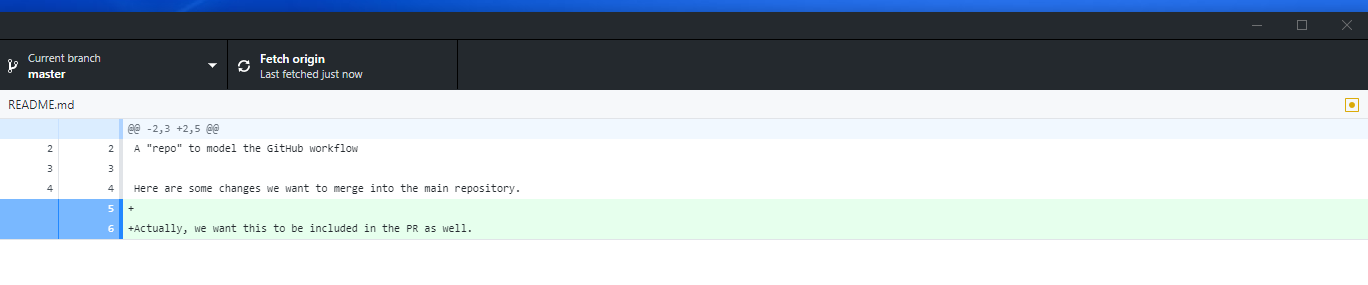 Current branch
master
Fetch origin
Last fetched just now
README.md
@@ -2,3 +2,5 @@
2 2 A "repo" to model the GitHub workflow
3 3
4 4 Here are some changes we want to merge into the main repository.
5 +
6 +Actually, we want this to be included in the PR as well.